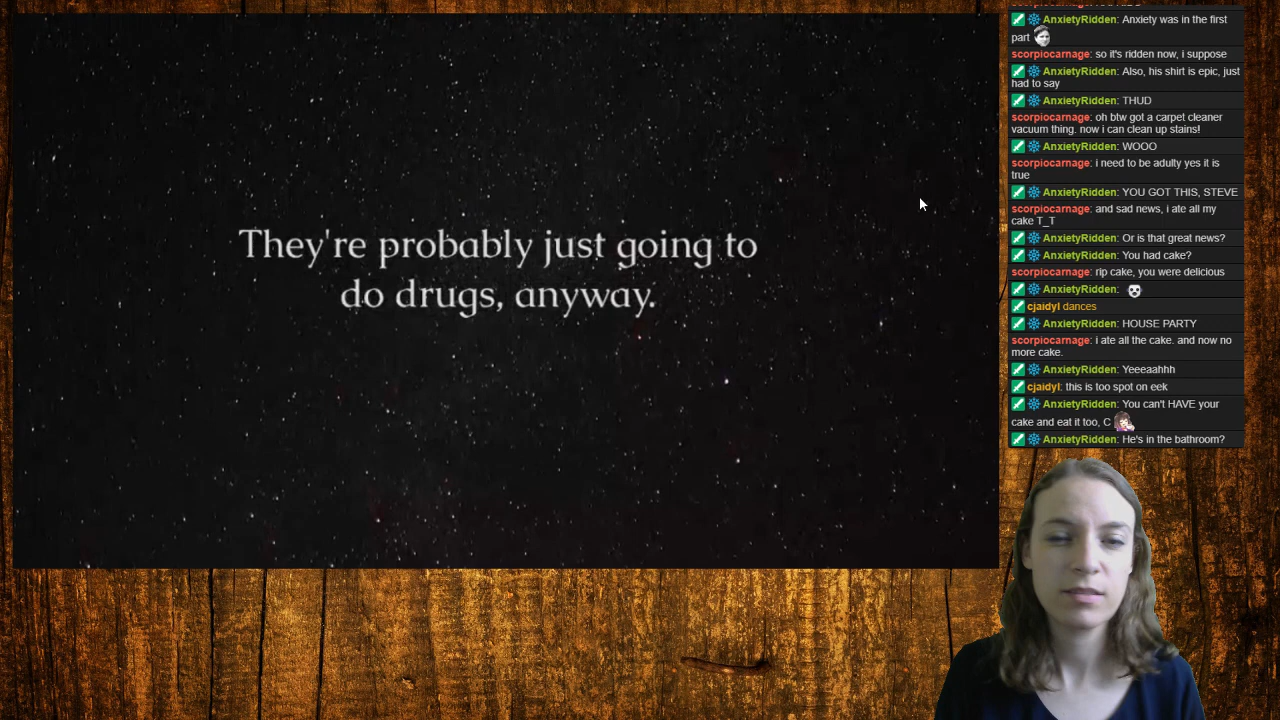 They're probably just going to
do drugs, anyway.
AnxietyRidden: Anxiety was in the first
part
scorpiocarnage: so it's ridden now, i suppose
AnxietyRidden: Also, his shirt is epic, just
had to say
AnxietyRidden: THUD
scorpiocarnage: oh btw got a carpet cleaner
vacuum thing. now i can clean up stains!
AnxietyRidden: WOOO
scorpiocarnage: i need to be adulty yes it is
true
AnxietyRidden: YOU GOT THIS, STEVE
scorpiocarnage: and sad news, i ate all my
cake T_T
AnxietyRidden: Or is that great news?
AnxietyRidden: You had cake?
scorpiocarnage: rip cake, you were delicious
AnxietyRidden:
cjaidyl dances
AnxietyRidden: HOUSE PARTY
scorpiocarnage: i ate all the cake. and now no
more cake.
AnxietyRidden: Yeeeaahhh
cjaidyl: this is too spot on eek
AnxietyRidden: You can't HAVE your
cake and eat it too, C
AnxietyRidden: He's in the bathroom?